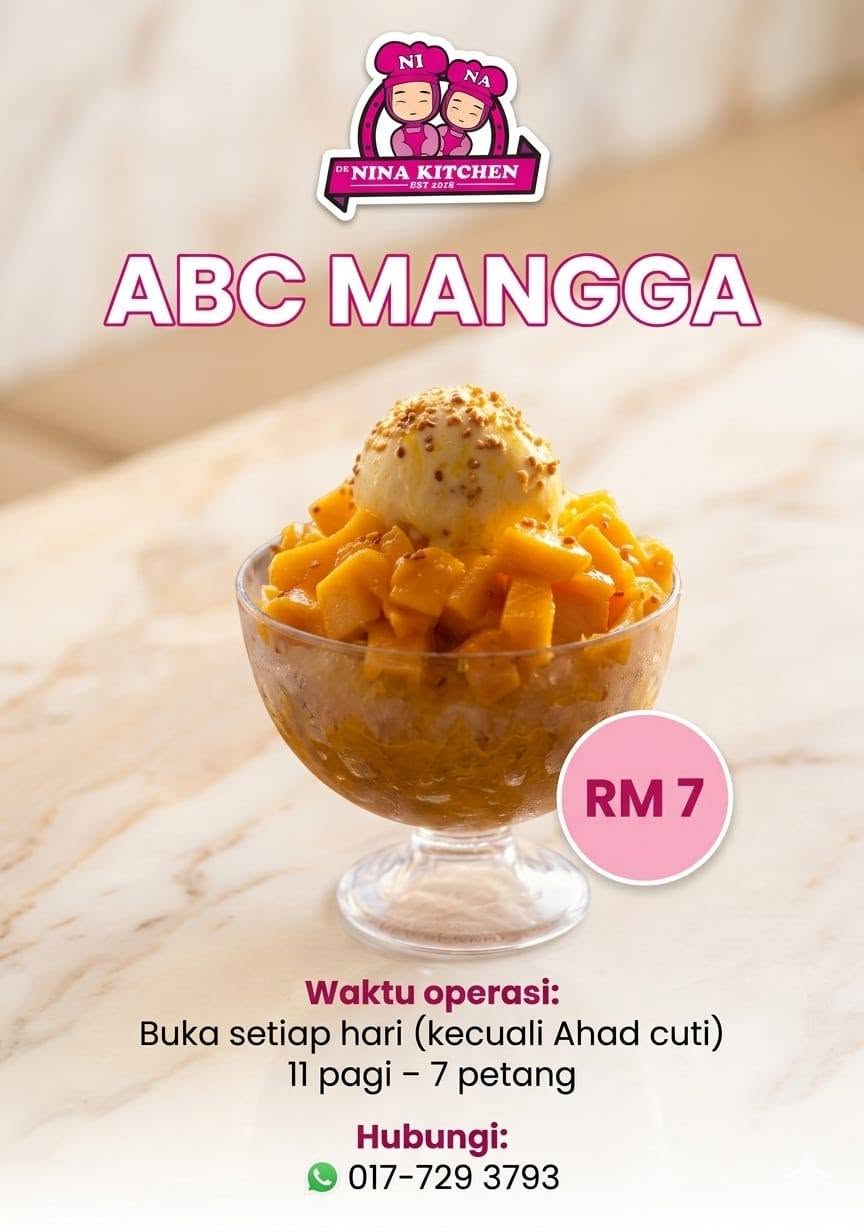 NI
NA
DE NINA KITCHEN
EST 2018
ABC MANGGA
RM 7
Waktu operasi:
Buka setiap hari (kecuali Ahad cuti)
11 pagi – 7 petang
Hubungi:
017-729 3793